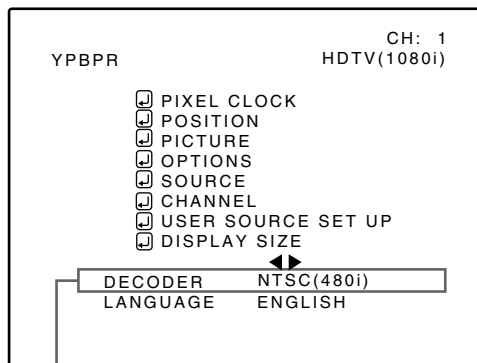 CH: 1
YPBPR HDTV(1080i)
PIXEL CLOCK
POSITION
PICTURE
OPTIONS
SOURCE
CHANNEL
USER SOURCE SET UP
DISPLAY SIZE
DECODER NTSC(480i)
LANGUAGE ENGLISH